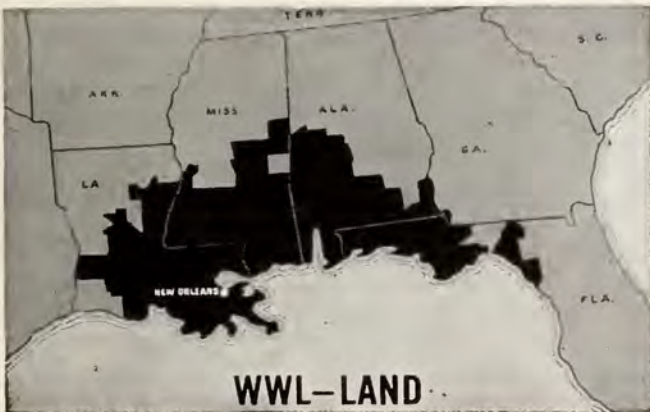 TENN.
S. C.
ARK.
MISS.
ALA.
GA.
LA.
NEW ORLEANS
FLA.
WWL-LAND